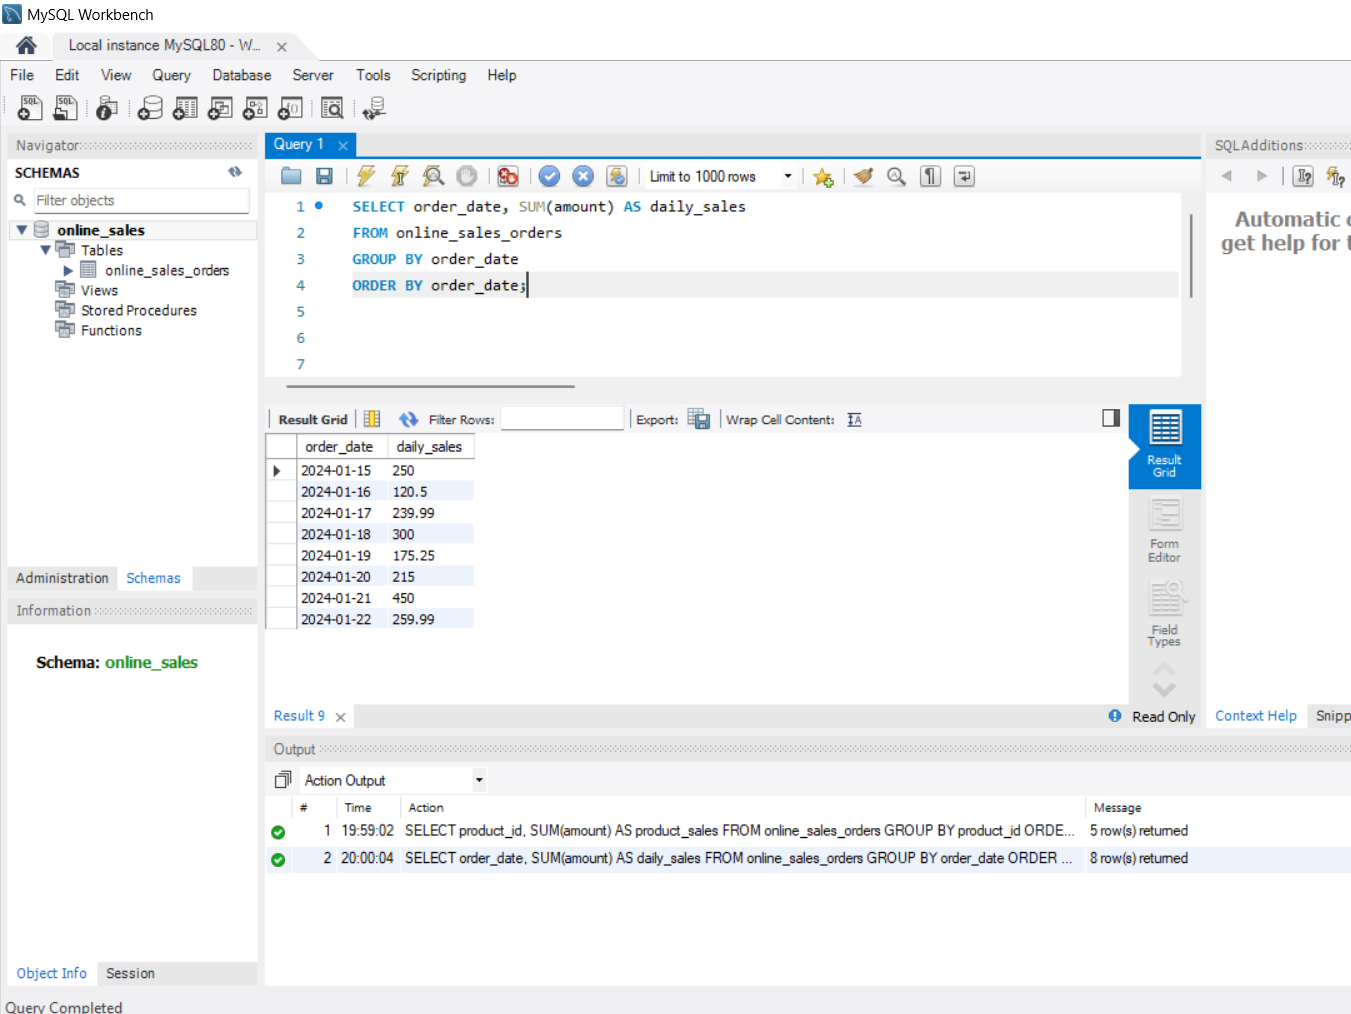 MySQL Workbench
Local instance MySQL80 - W...
File Edit View Query Database Server Tools Scripting Help
Navigator
SCHEMAS
Filter objects
online_sales
Tables
online_sales_orders
Views
Stored Procedures
Functions
Administration Schemas
Information
Schema: online_sales
Object Info Session
Query Completed
Query 1
Limit to 1000 rows
1 SELECT order_date, SUM(amount) AS daily_sales
2 FROM online_sales_orders
3 GROUP BY order_date
4 ORDER BY order_date;
5
6
7
Result Grid Filter Rows: Export: Wrap Cell Content:
order_date daily_sales
2024-01-15 250
2024-01-16 120.5
2024-01-17 239.99
2024-01-18 300
2024-01-19 175.25
2024-01-20 215
2024-01-21 450
2024-01-22 259.99
Result
Grid
Form
Editor
Field
Types
Result 9
Read Only
SQLAdditions
Automatic c
get help for t
Context Help Snipp
Output
Action Output
# Time Action Message
1 19:59:02 SELECT product_id, SUM(amount) AS product_sales FROM online_sales_orders GROUP BY product_id ORDE... 5 row(s) returned
2 20:00:04 SELECT order_date, SUM(amount) AS daily_sales FROM online_sales_orders GROUP BY order_date ORDER ... 8 row(s) returned